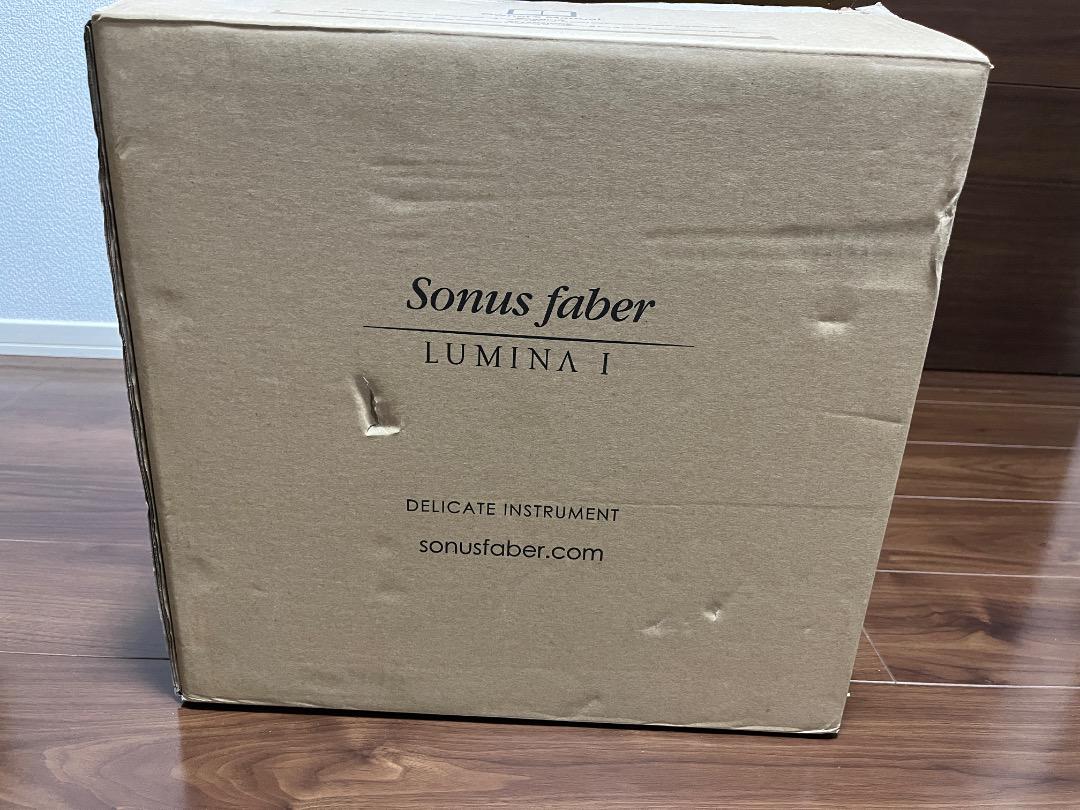 Sonus faber
LUMINA I
DELICATE INSTRUMENT
sonusfaber.com